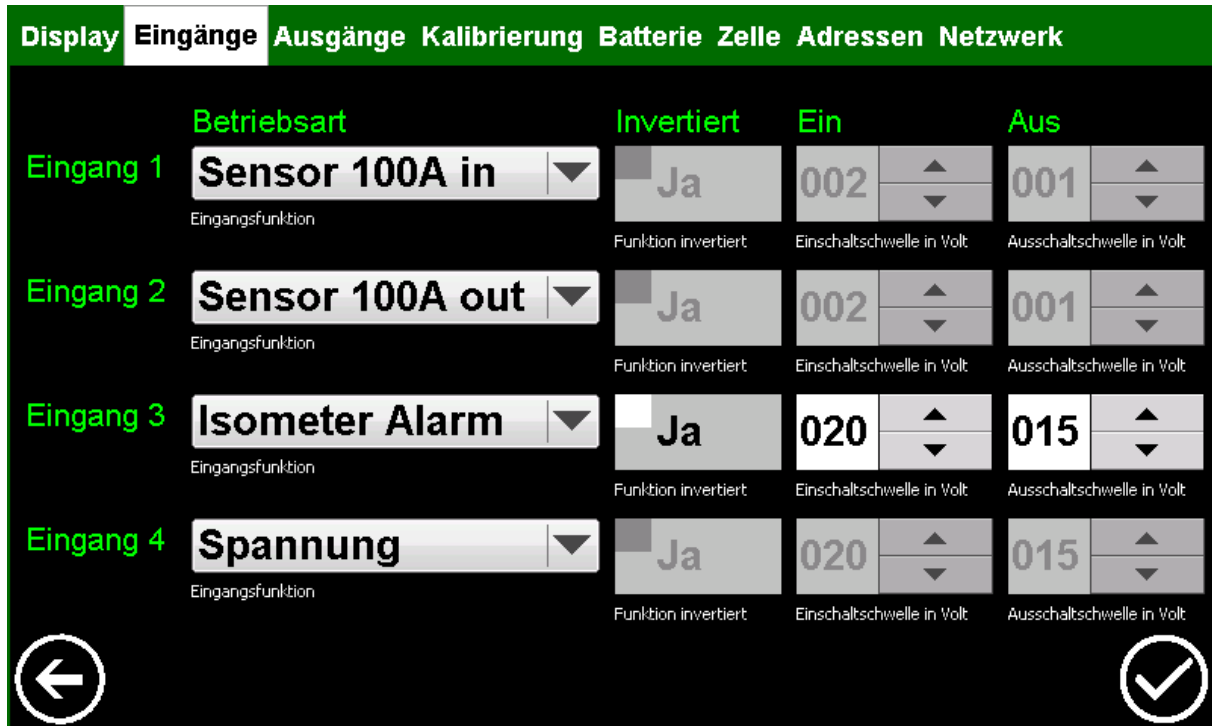 Display Eingänge Ausgänge Kalibrierung Batterie Zelle Adressen Netzwerk
Betriebsart Invertiert Ein Aus
Eingang 1 Sensor 100A in Ja 002 001
Eingangsfunktion
Funktion invertiert Einschaltschwelle in Volt Ausschaltschwelle in Volt
Eingang 2 Sensor 100A out Ja 002 001
Eingangsfunktion
Funktion invertiert Einschaltschwelle in Volt Ausschaltschwelle in Volt
Eingang 3 Isometer Alarm Ja 020 015
Eingangsfunktion
Funktion invertiert Einschaltschwelle in Volt Ausschaltschwelle in Volt
Eingang 4 Spannung Ja 020 015
Eingangsfunktion
Funktion invertiert Einschaltschwelle in Volt Ausschaltschwelle in Volt